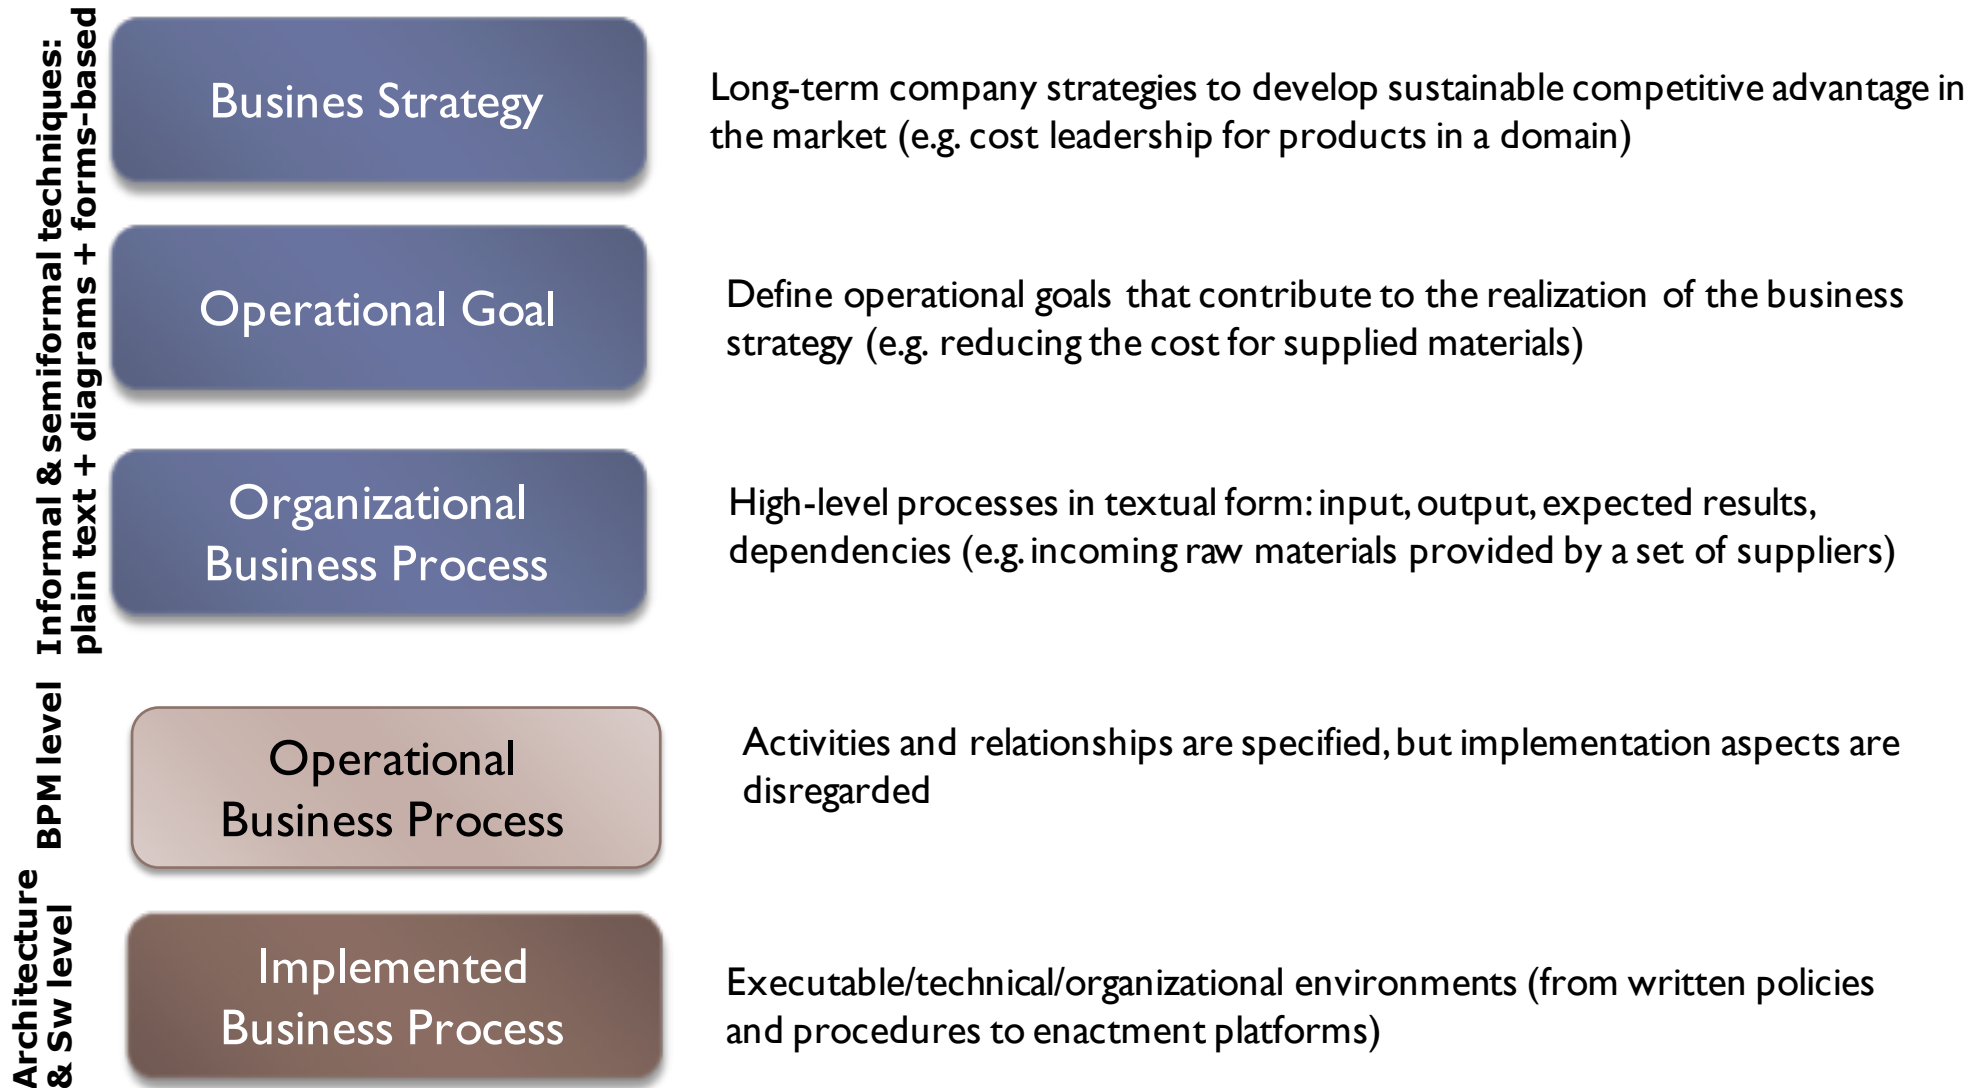 Informal & semiformal techniques:
plain text + diagrams + forms-based
Busines Strategy
Long-term company strategies to develop sustainable competitive advantage in
the market (e.g. cost leadership for products in a domain)
Operational Goal
Define operational goals that contribute to the realization of the business
strategy (e.g. reducing the cost for supplied materials)
Organizational
Business Process
High-level processes in textual form: input, output, expected results,
dependencies (e.g. incoming raw materials provided by a set of suppliers)
BPM level
Operational
Business Process
Activities and relationships are specified, but implementation aspects are
disregarded
Architecture
& Sw level
Implemented
Business Process
Executable/technical/organizational environments (from written policies
and procedures to enactment platforms)